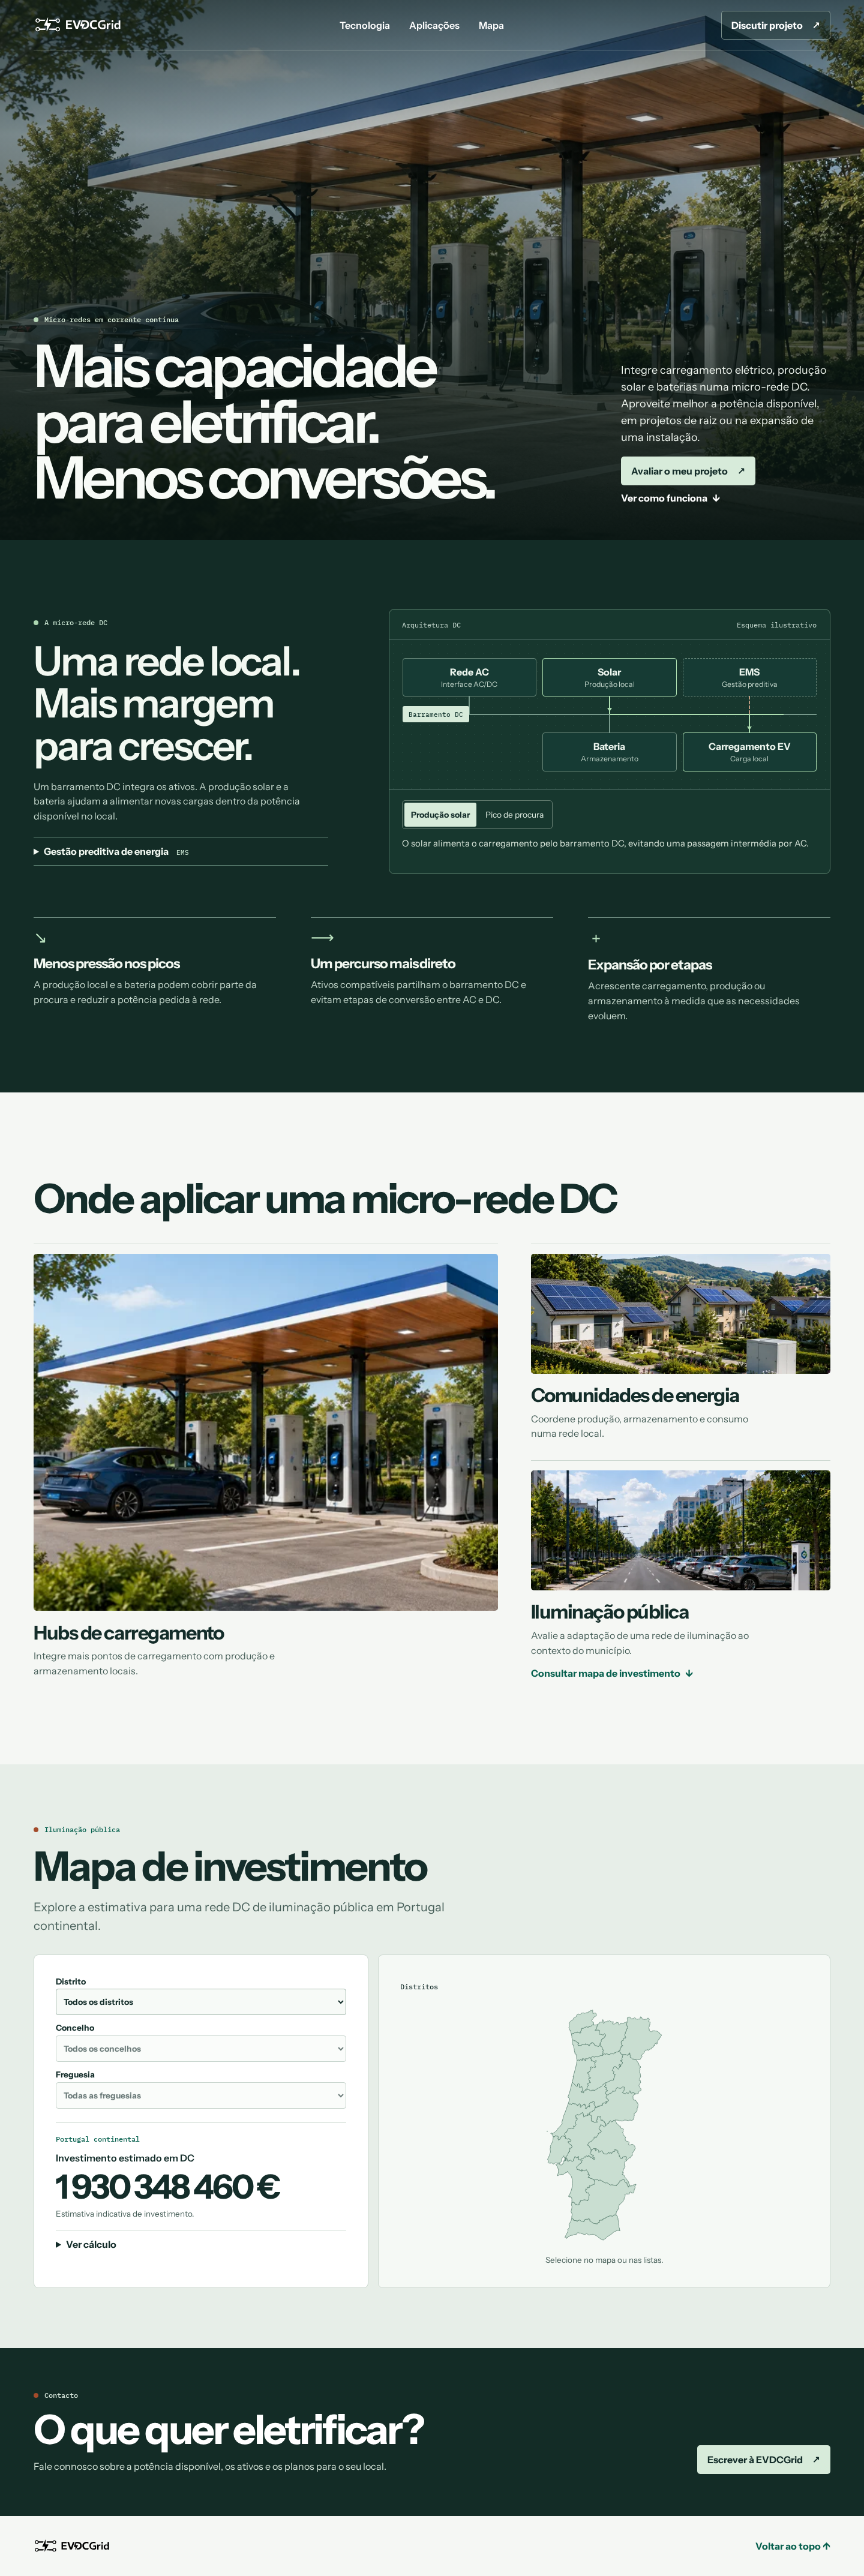 EVDCGrid
Tecnologia
Aplicações
Mapa
Discutir projeto ↗
Micro-redes em corrente contínua
Mais capacidade
para eletrificar.
Menos conversões.
Integre carregamento elétrico, produção
solar e baterias numa micro-rede DC.
Aproveite melhor a potência disponível,
em projetos de raiz ou na expansão de
uma instalação.
Avaliar o meu projeto ↗
Ver como funciona ↓
A micro-rede DC
Uma rede local.
Mais margem
para crescer.
Um barramento DC integra os ativos. A produção solar e a
bateria ajudam a alimentar novas cargas dentro da potência
disponível no local.
Gestão preditiva de energia EMS
Arquitetura DC
Esquema ilustrativo
Rede AC
Interface AC/DC
Solar
Produção local
EMS
Gestão preditiva
Barramento DC
Bateria
Armazenamento
Carregamento EV
Carga local
Produção solar
Pico de procura
O solar alimenta o carregamento pelo barramento DC, evitando uma passagem intermédia por AC.
Menos pressão nos picos
A produção local e a bateria podem cobrir parte da
procura e reduzir a potência pedida à rede.
Um percurso mais direto
Ativos compatíveis partilham o barramento DC e
evitam etapas de conversão entre AC e DC.
Expansão por etapas
Acrescente carregamento, produção ou
armazenamento à medida que as necessidades
evoluem.
Onde aplicar uma micro-rede DC
Hubs de carregamento
Integre mais pontos de carregamento com produção e
armazenamento locais.
Comunidades de energia
Coordene produção, armazenamento e consumo
numa rede local.
Iluminação pública
Avalie a adaptação de uma rede de iluminação ao
contexto do município.
Consultar mapa de investimento ↓
Iluminação pública
Mapa de investimento
Explore a estimativa para uma rede DC de iluminação pública em Portugal
continental.
Distrito
Todos os distritos
Concelho
Todos os concelhos
Freguesia
Todas as freguesias
Portugal continental
Investimento estimado em DC
1 930 348 460 €
Estimativa indicativa de investimento.
Ver cálculo
Distritos
Selecione no mapa ou nas listas.
Contacto
O que quer eletrificar?
Fale connosco sobre a potência disponível, os ativos e os planos para o seu local.
Escrever à EVDCGrid ↗
EVDCGrid
Voltar ao topo ↑